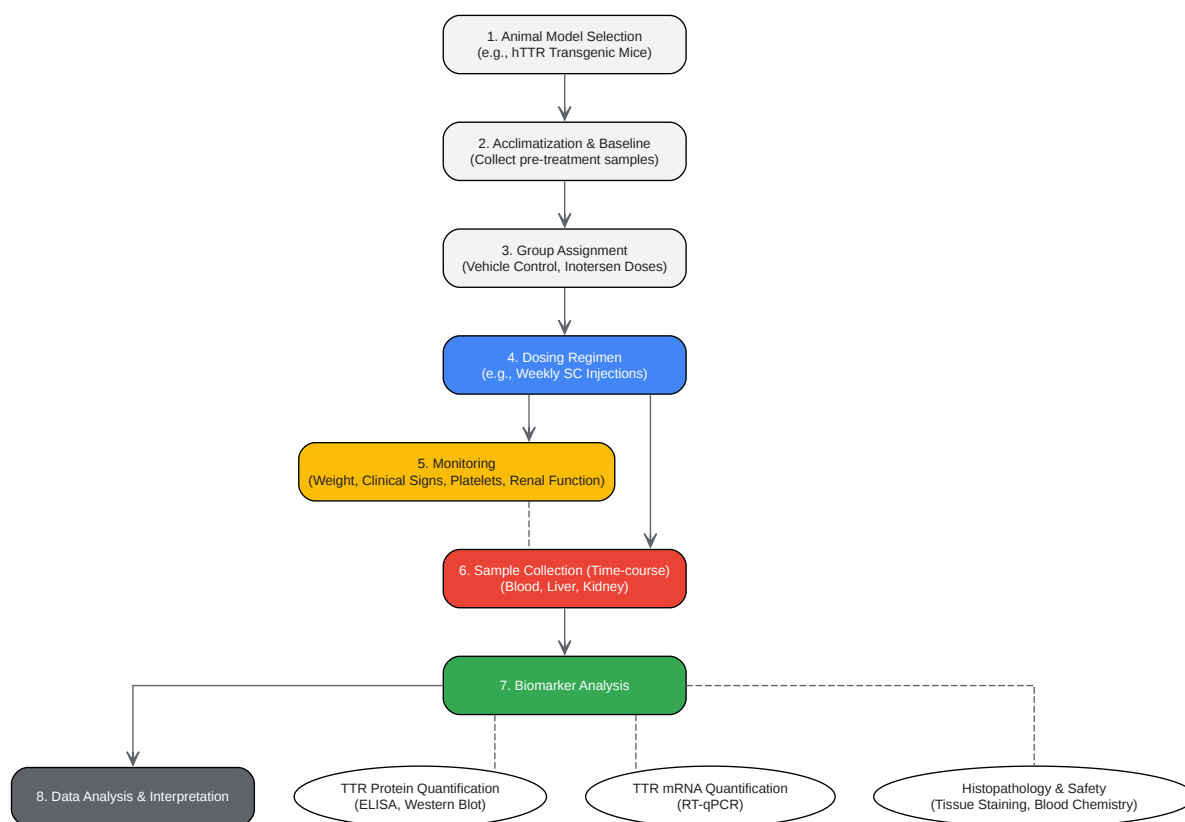 1. Animal Model Selection
(e.g., hTTR Transgenic Mice)
2. Acclimatization & Baseline
(Collect pre-treatment samples)
3. Group Assignment
(Vehicle Control, Inotersen Doses)
4. Dosing Regimen
(e.g., Weekly SC Injections)
5. Monitoring
(Weight, Clinical Signs, Platelets, Renal Function)
6. Sample Collection (Time-course)
(Blood, Liver, Kidney)
7. Biomarker Analysis
8. Data Analysis & Interpretation
TTR Protein Quantification
(ELISA, Western Blot)
TTR mRNA Quantification
(RT-qPCR)
Histopathology & Safety
(Tissue Staining, Blood Chemistry)